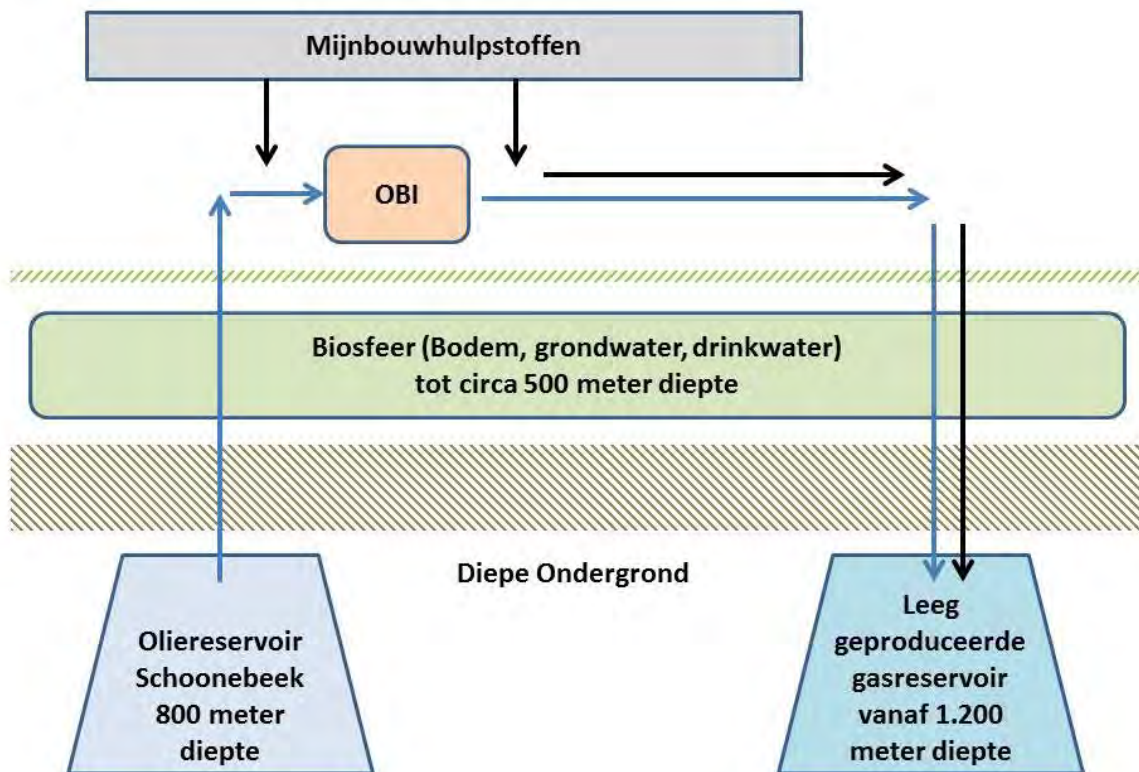 Mijnbouwhulpstoffen
OBI
Biosfeer (Bodem, grondwater, drinkwater)
tot circa 500 meter diepte
Diepe Ondergrond
Oliereservoir
Schoonebeek
800 meter
diepte
Leeg
geproduceerde
gasreservoir
vanaf 1.200
meter diepte